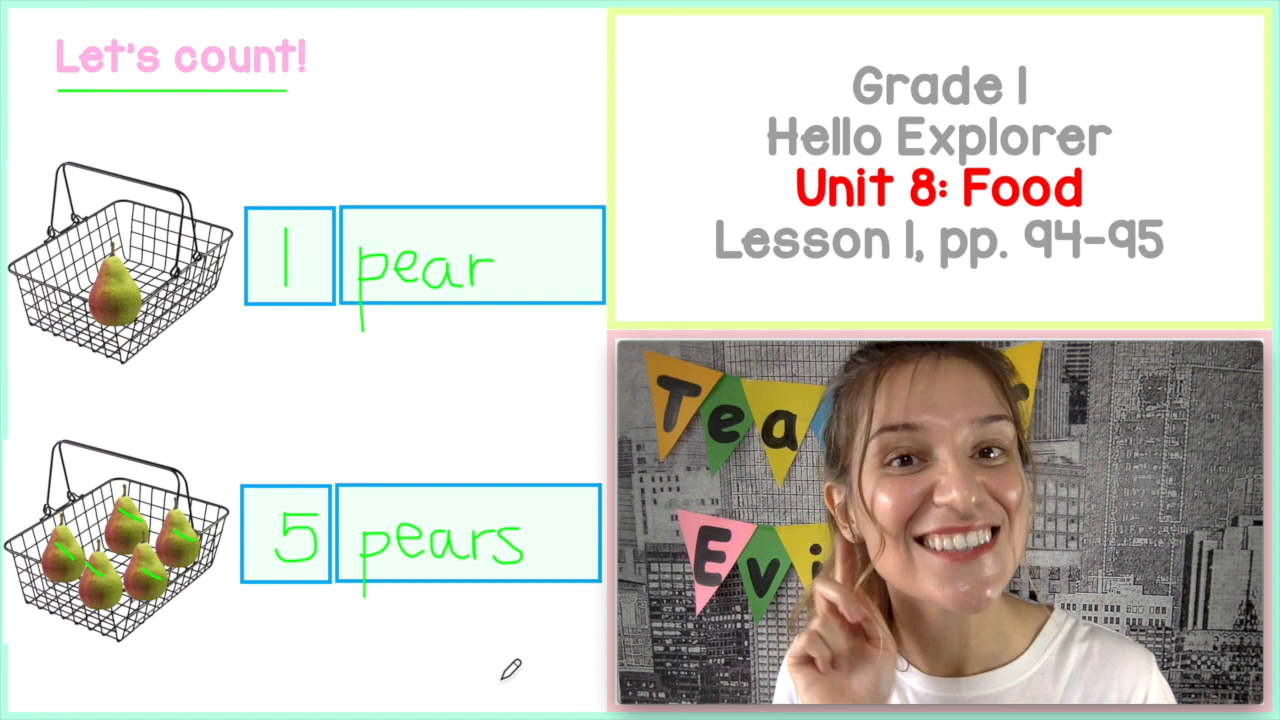 Let's count!
1 pear
5 pears
Grade 1
Hello Explorer
Unit 8: Food
Lesson 1, pp. 94-95
Tea
Evi